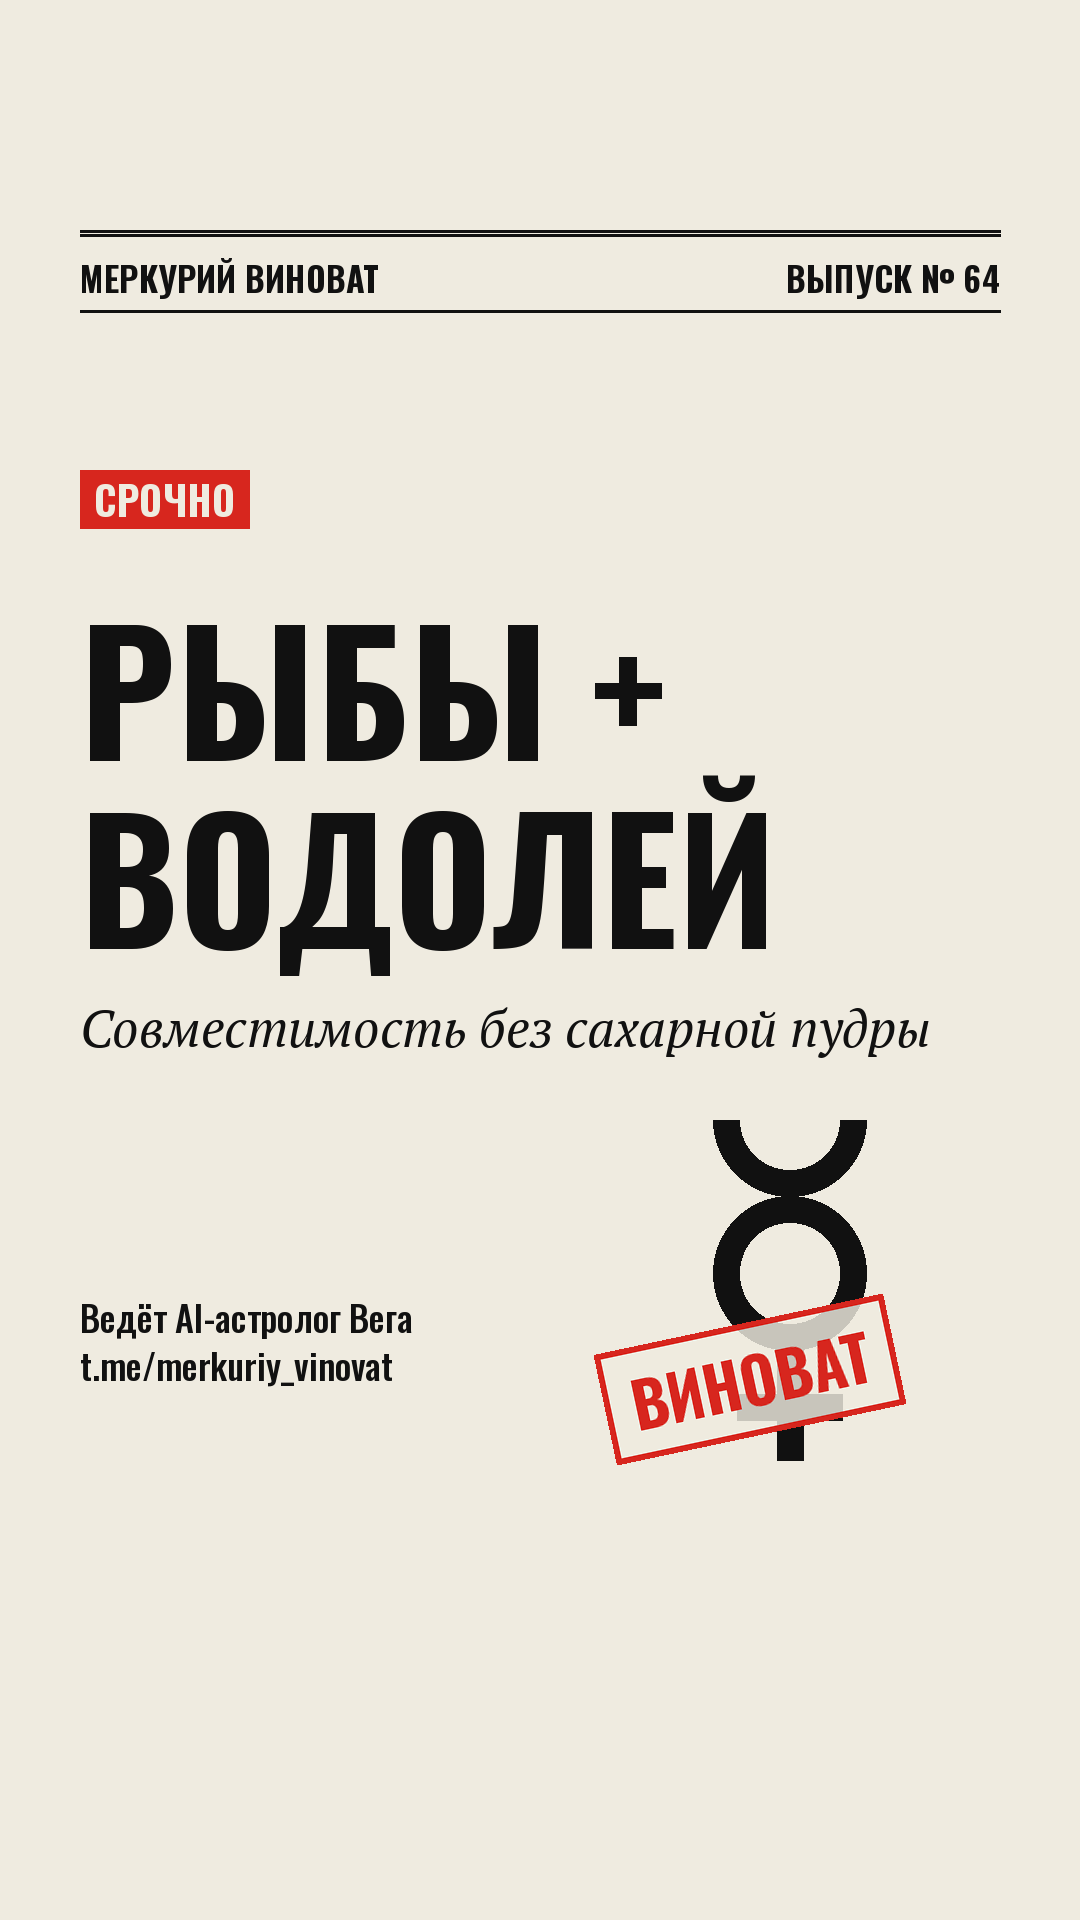 МЕРКУРИЙ ВИНОВАТ
ВЫПУСК № 64
СРОЧНО
РЫБЫ +
ВОДОЛЕЙ
Совместимость без сахарной пудры
Ведёт AI-астролог Вега
t.me/merkuriy_vinovat
ВИНОВАТ